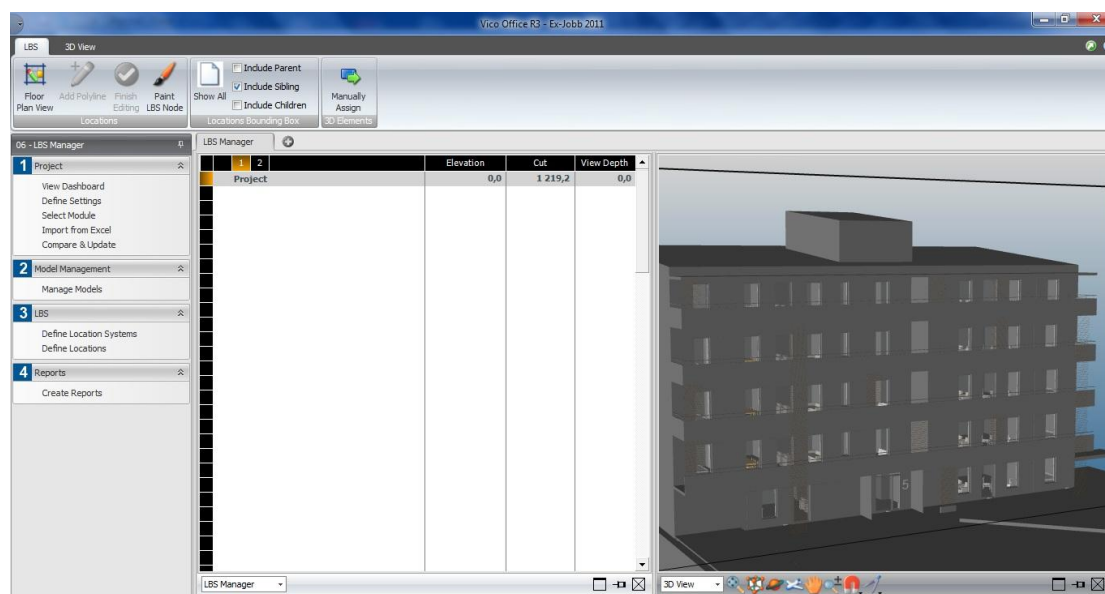 Vico Office R3 - Ex-Jobb 2011
LBS 3D View
Floor Plan View
Add Polyline
Finish Editing
Paint LBS Node
Locations
Show All
Include Parent
Include Sibling
Include Children
Locations Bounding Box
Manually Assign
3D Elements
06 - LBS Manager
1 Project
View Dashboard
Define Settings
Select Module
Import from Excel
Compare & Update
2 Model Management
Manage Models
3 LBS
Define Location Systems
Define Locations
4 Reports
Create Reports
LBS Manager
1 2 Elevation Cut View Depth
Project 0,0 1 219,2 0,0
5
LBS Manager
3D View